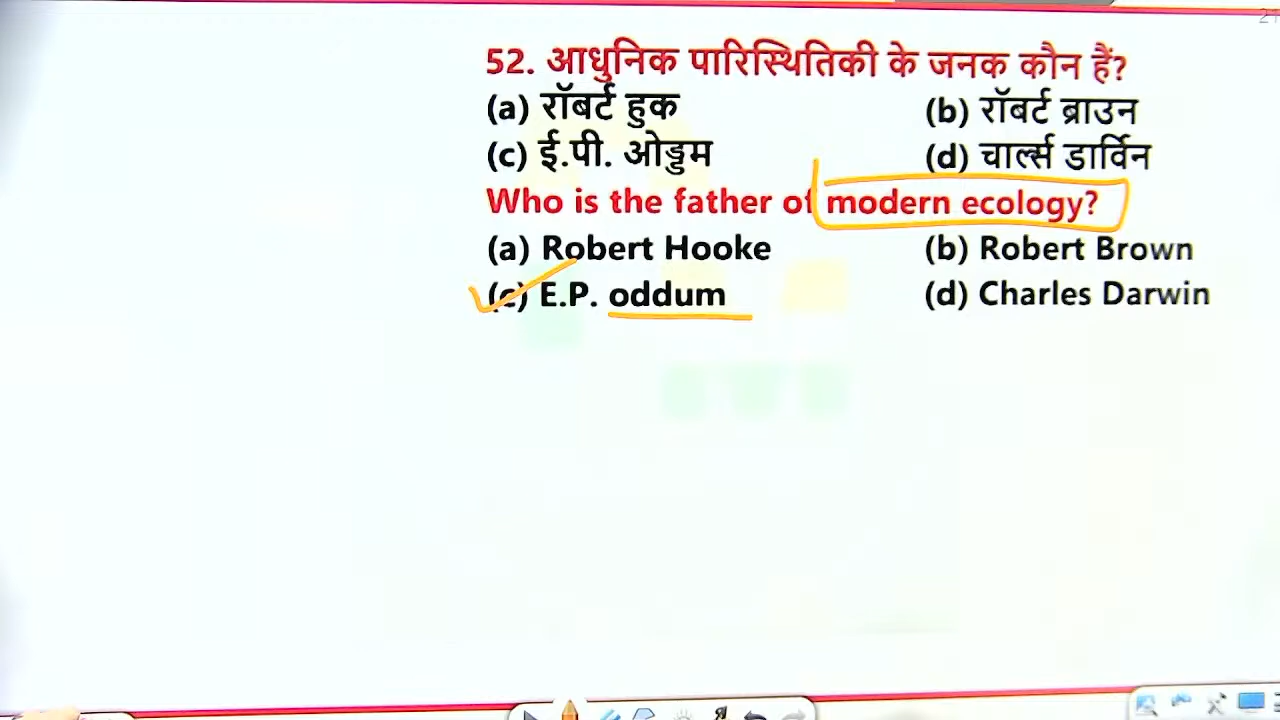 52. आधुनिक पारिस्थितिकी के जनक कौन हैं?
(a) रॉबर्ट हुक (b) रॉबर्ट ब्राउन
(c) ई.पी. ओड्डम (d) चार्ल्स डार्विन
Who is the father of modern ecology?
(a) Robert Hooke (b) Robert Brown
(c) E.P. oddum (d) Charles Darwin